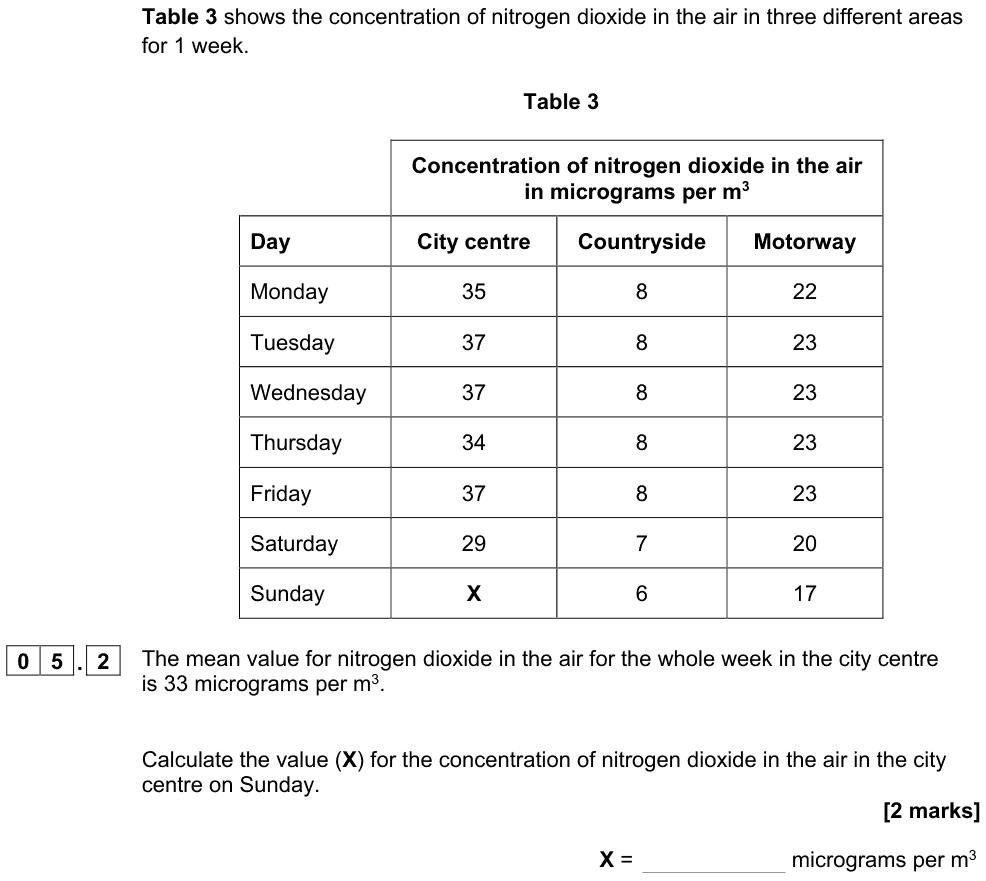 Table 3 shows the concentration of nitrogen dioxide in the air in three different areas
for 1 week.
Table 3
Concentration of nitrogen dioxide in the air
in micrograms per m³
Day City centre Countryside Motorway
Monday 35 8 22
Tuesday 37 8 23
Wednesday 37 8 23
Thursday 34 8 23
Friday 37 8 23
Saturday 29 7 20
Sunday X 6 17
0 5 . 2 The mean value for nitrogen dioxide in the air for the whole week in the city centre
is 33 micrograms per m³.
Calculate the value (X) for the concentration of nitrogen dioxide in the air in the city
centre on Sunday.
[2 marks]
X = ____________ micrograms per m³